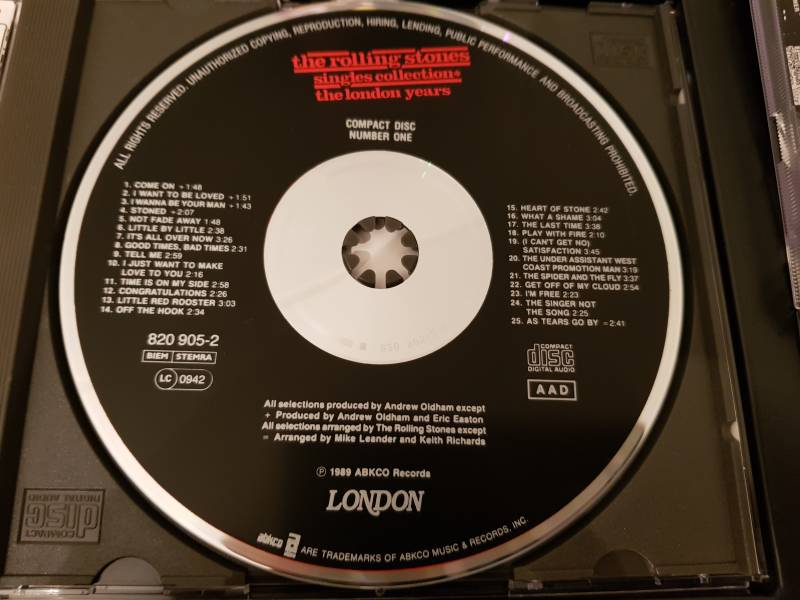 ALL RIGHTS RESERVED. UNAUTHORIZED COPYING, REPRODUCTION, HIRING, LENDING, PUBLIC PERFORMANCE AND BROADCASTING PROHIBITED.
the rolling stones
singles collection*
the london years
COMPACT DISC
NUMBER ONE
1. COME ON + 1:48
2. I WANT TO BE LOVED + 1:51
3. I WANNA BE YOUR MAN + 1:43
4. STONED + 2:07
5. NOT FADE AWAY 1:48
6. LITTLE BY LITTLE 2:38
7. IT'S ALL OVER NOW 3:26
8. GOOD TIMES, BAD TIMES 2:31
9. TELL ME 2:59
10. I JUST WANT TO MAKE
LOVE TO YOU 2:16
11. TIME IS ON MY SIDE 2:58
12. CONGRATULATIONS 2:26
13. LITTLE RED ROOSTER 3:03
14. OFF THE HOOK 2:34
15. HEART OF STONE 2:42
16. WHAT A SHAME 3:04
17. THE LAST TIME 3:38
18. PLAY WITH FIRE 2:10
19. (I CAN'T GET NO)
SATISFACTION 3:45
20. THE UNDER ASSISTANT WEST
COAST PROMOTION MAN 3:19
21. THE SPIDER AND THE FLY 3:37
22. GET OFF OF MY CLOUD 2:54
23. I'M FREE 2:23
24. THE SINGER NOT
THE SONG 2:25
25. AS TEARS GO BY = 2:41
820 905-2
BIEM STEMRA
LC 0942
COMPACT
disc
DIGITAL AUDIO
AAD
All selections produced by Andrew Oldham except
+ Produced by Andrew Oldham and Eric Easton
All selections arranged by The Rolling Stones except
= Arranged by Mike Leander and Keith Richards
℗ 1989 ABKCO Records
LONDON
abkco ARE TRADEMARKS OF ABKCO MUSIC & RECORDS, INC.
COMPACT
disc
DIGITAL AUDIO